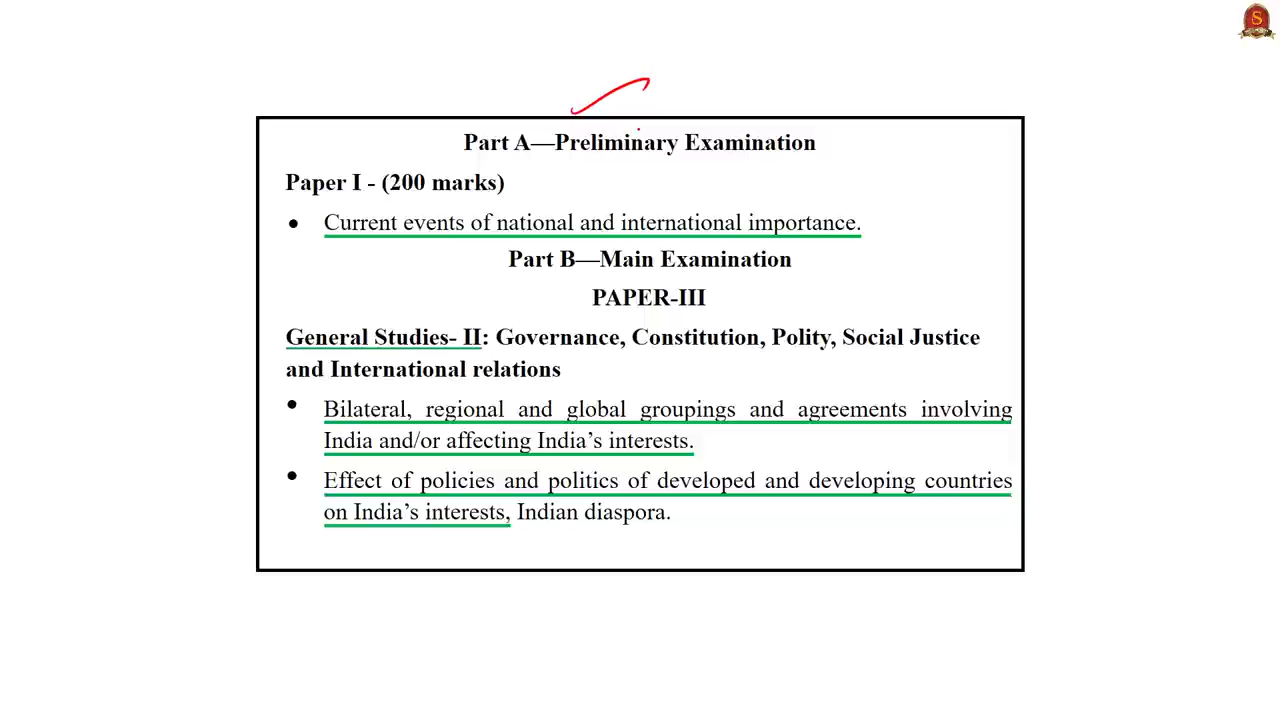 Part A—Preliminary Examination
Paper I - (200 marks)
• Current events of national and international importance.
Part B—Main Examination
PAPER-III
General Studies- II: Governance, Constitution, Polity, Social Justice
and International relations
• Bilateral, regional and global groupings and agreements involving
India and/or affecting India’s interests.
• Effect of policies and politics of developed and developing countries
on India’s interests, Indian diaspora.